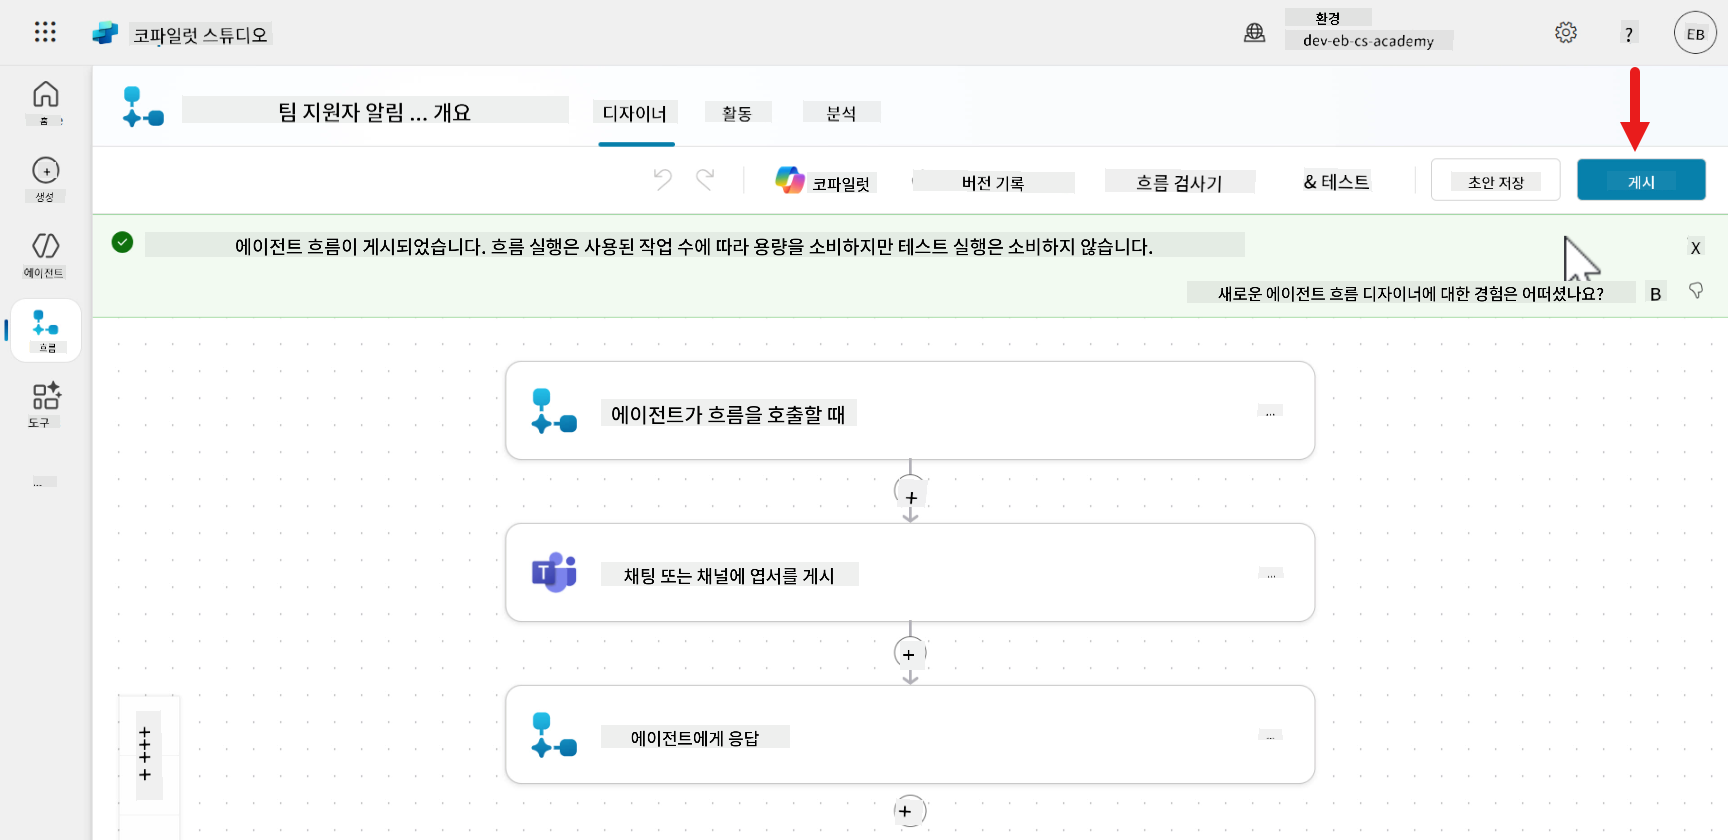 코파일럿 스튜디오
환경
dev-eb-cs-academy
?
EB
홈
생성
에이전트
흐름
도구
...
팀 지원자 알림 ... 개요
디자이너
활동
분석
코파일럿
버전 기록
흐름 검사기
& 테스트
초안 저장
게시
에이전트 흐름이 게시되었습니다. 흐름 실행은 사용된 작업 수에 따라 용량을 소비하지만 테스트 실행은 소비하지 않습니다.
X
새로운 에이전트 흐름 디자이너에 대한 경험은 어떠셨나요?
B
에이전트가 흐름을 호출할 때
...
+
채팅 또는 채널에 엽서를 게시
...
+
에이전트에게 응답
...
+
+
+
+
+